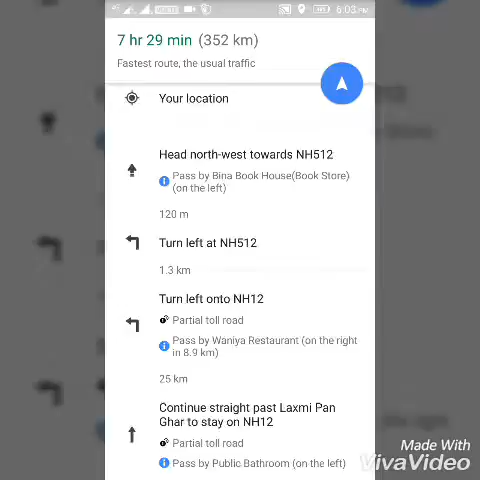 6:03 PM
7 hr 29 min (352 km)
Fastest route, the usual traffic
Your location
Head north-west towards NH512
Pass by Bina Book House(Book Store)
(on the left)
120 m
Turn left at NH512
1.3 km
Turn left onto NH12
Partial toll road
Pass by Waniya Restaurant (on the right
in 8.9 km)
25 km
Continue straight past Laxmi Pan
Ghar to stay on NH12
Partial toll road
Pass by Public Bathroom (on the left)
Made With
VivaVideo